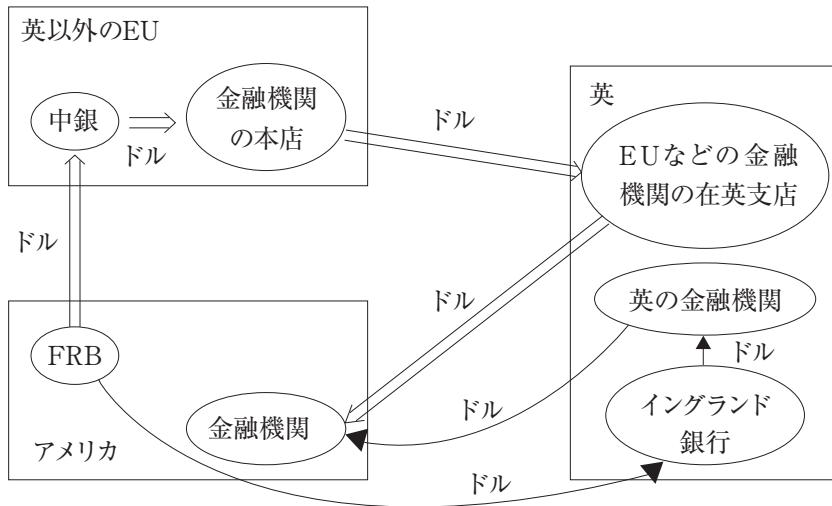 英以外のEU
中銀
ドル
金融機関
の本店
ドル
英
EUなどの金融
機関の在英支店
ドル
ドル
英の金融機関
ドル
イングランド
銀行
FRB
金融機関
ドル
アメリカ
ドル